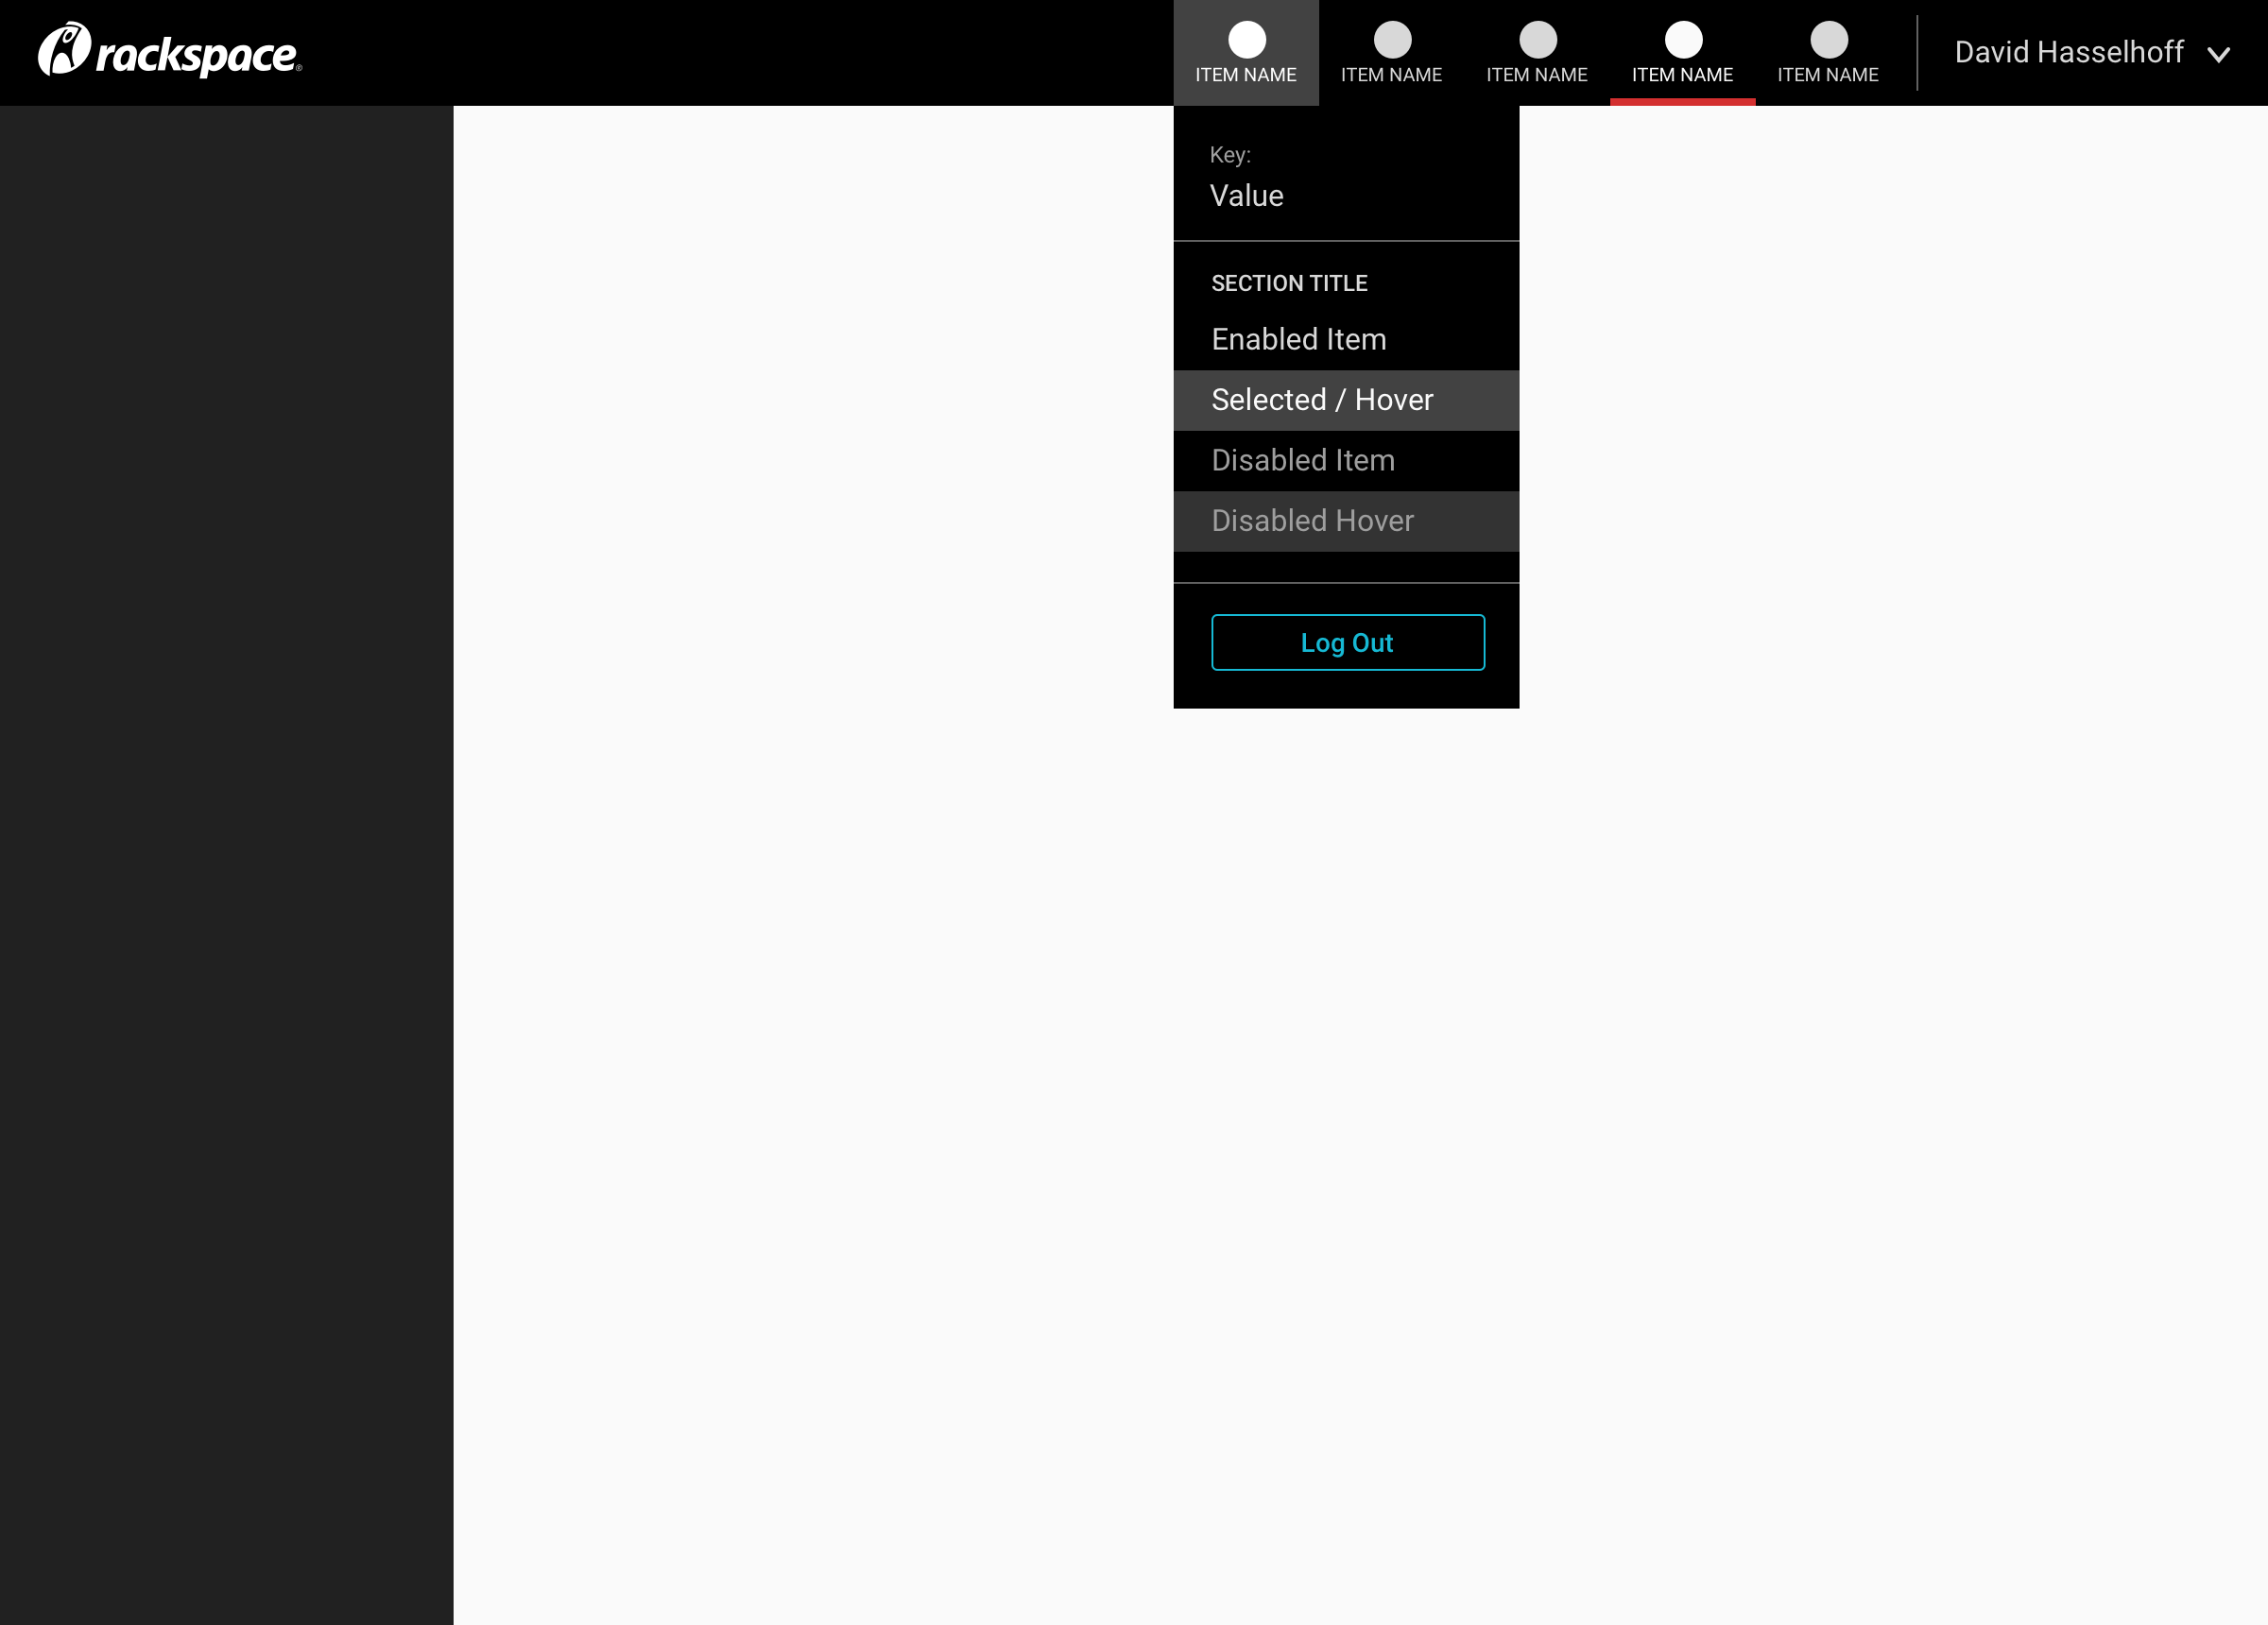 rackspace®
ITEM NAME ITEM NAME ITEM NAME ITEM NAME ITEM NAME David Hasselhoff
Key:
Value
SECTION TITLE
Enabled Item
Selected / Hover
Disabled Item
Disabled Hover
Log Out